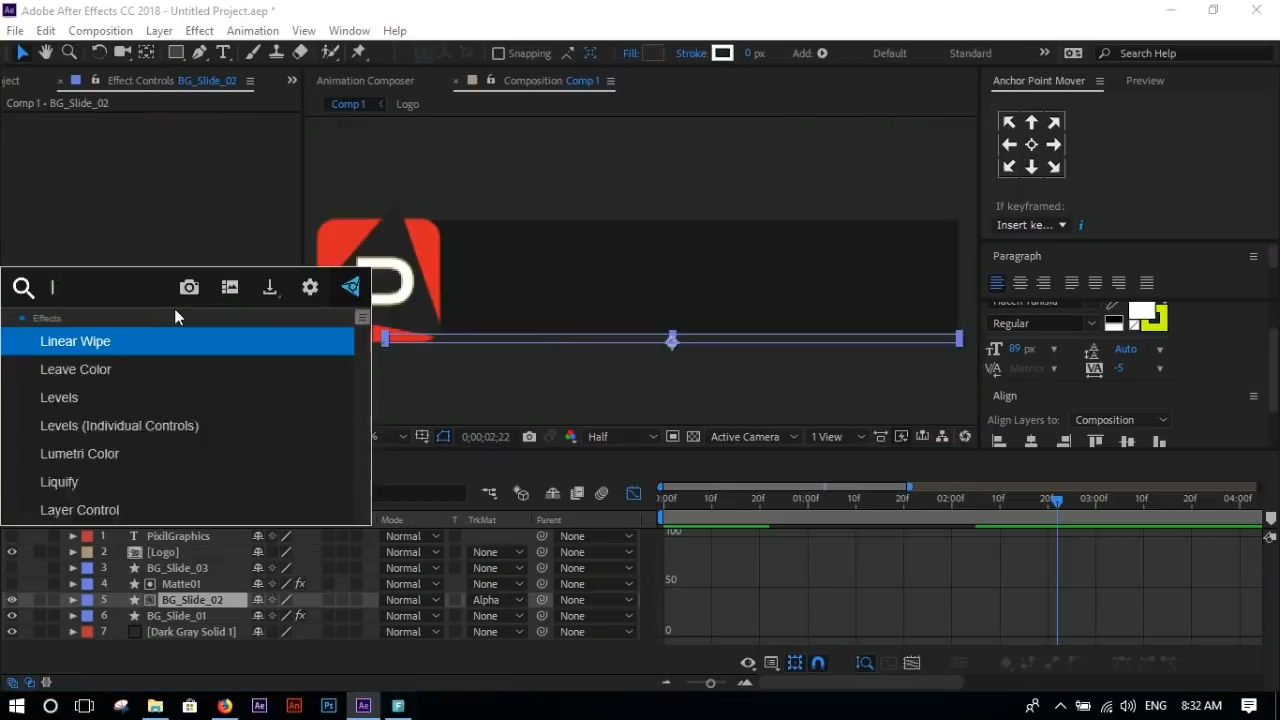 Adobe After Effects CC 2018 - Untitled Project.aep *
File Edit Composition Layer Effect Animation View Window Help
Snapping Fill: Stroke: 0 px Add: Default Standard Search Help
ject Effect Controls BG_Slide_02 Animation Composer Composition Comp 1 Anchor Point Mover Preview
Comp 1 • BG_Slide_02 Comp 1 Logo
If keyframed:
Insert ke...
Paragraph
Regular
89 px Auto
Metrics -5
Align
Align Layers to: Composition
l
Effects
Linear Wipe
Leave Color
Levels
Levels (Individual Controls)
Lumetri Color
Liquify
Layer Control
% 0;00;02;22 Half Active Camera 1 View
:00f 10f 20f 01:00f 10f 20f 02:00f 10f 20f 03:00f 10f 20f 04:00f
Mode T TrkMat Parent
1 T PixilGraphics Normal None
2 [Logo] Normal None None
3 BG_Slide_03 Normal None None
4 Matte01 fx Normal None None
5 BG_Slide_02 Normal Alpha None
6 BG_Slide_01 fx Normal None None
7 [Dark Gray Solid 1] Normal None None
100
50
0
ENG 8:32 AM